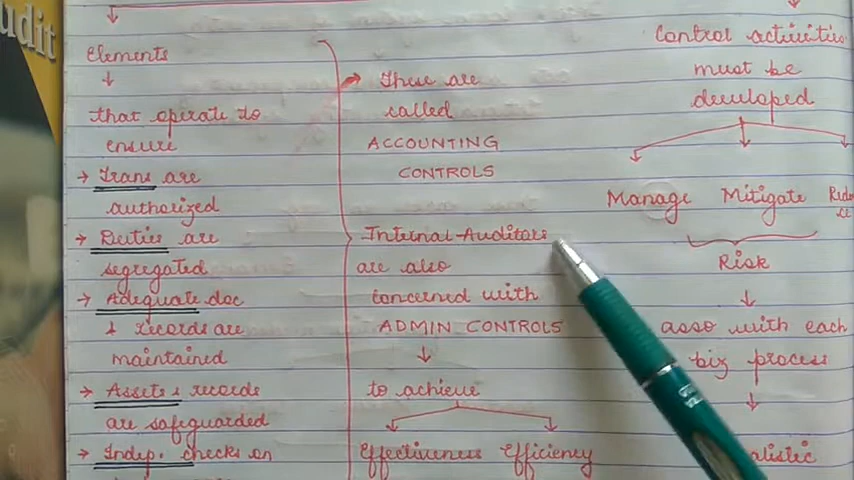 udit
Elements
that operate to
ensure
→ Trans are
authorized
→ Duties are
segregated
→ Adequate doc
& records are
maintained
→ Assets & records
are safeguarded
→ Indep. checks on
These are
called
ACCOUNTING
CONTROLS
Internal Auditors
are also
concerned with
ADMIN CONTROLS
to achieve
Effectiveness Efficiency
Control activities
must be
developed
Manage Mitigate
Risk
asso with each
biz process
alistic